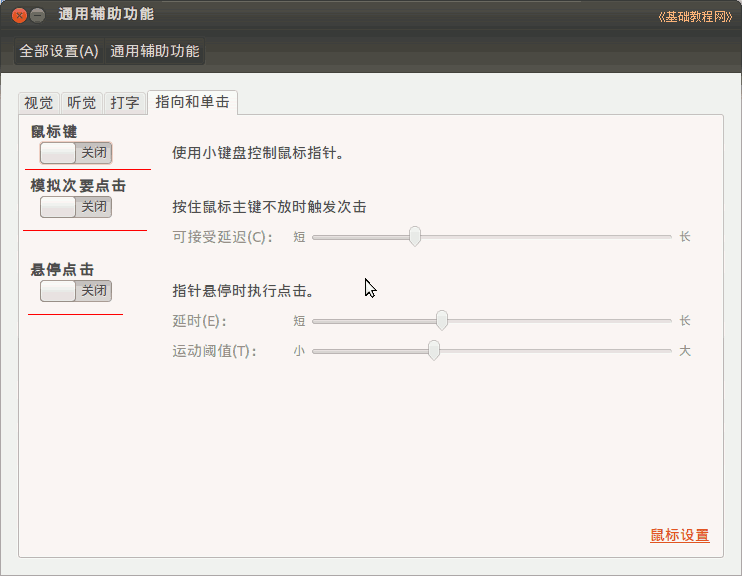 通用辅助功能
《基础教程网》
全部设置(A) 通用辅助功能
视觉 听觉 打字 指向和单击
鼠标键
关闭 使用小键盘控制鼠标指针。
模拟次要点击
关闭 按住鼠标主键不放时触发次击
可接受延迟(C): 短 长
悬停点击
关闭 指针悬停时执行点击。
延时(E): 短 长
运动阈值(T): 小 大
鼠标设置